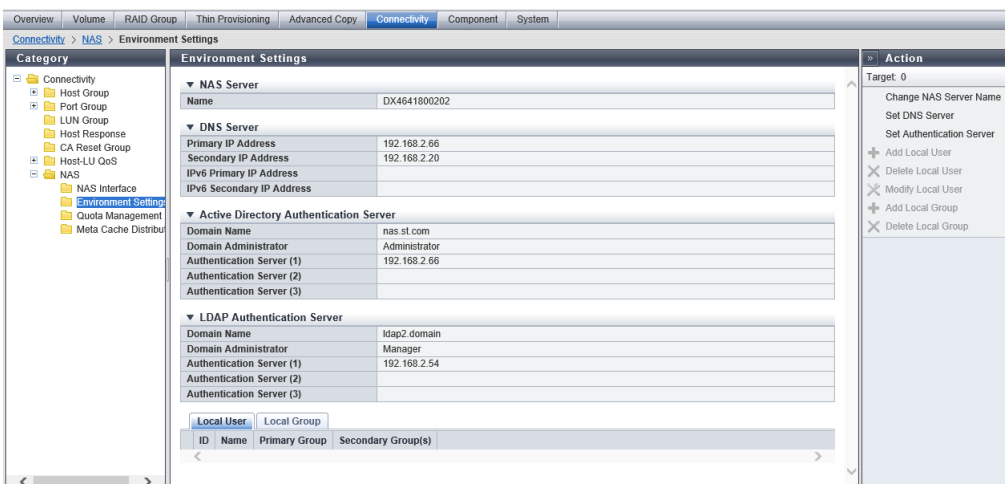 Overview Volume RAID Group Thin Provisioning Advanced Copy Connectivity Component System
Connectivity > NAS > Environment Settings
Category
Connectivity
Host Group
Port Group
LUN Group
Host Response
CA Reset Group
Host-LU QoS
NAS
NAS Interface
Environment Settings
Quota Management
Meta Cache Distribut
Environment Settings
▼ NAS Server
Name DX4641800202
▼ DNS Server
Primary IP Address 192.168.2.66
Secondary IP Address 192.168.2.20
IPv6 Primary IP Address
IPv6 Secondary IP Address
▼ Active Directory Authentication Server
Domain Name nas.st.com
Domain Administrator Administrator
Authentication Server (1) 192.168.2.66
Authentication Server (2)
Authentication Server (3)
▼ LDAP Authentication Server
Domain Name ldap2.domain
Domain Administrator Manager
Authentication Server (1) 192.168.2.54
Authentication Server (2)
Authentication Server (3)
Local User Local Group
ID Name Primary Group Secondary Group(s)
» Action
Target: 0
Change NAS Server Name
Set DNS Server
Set Authentication Server
Add Local User
Delete Local User
Modify Local User
Add Local Group
Delete Local Group